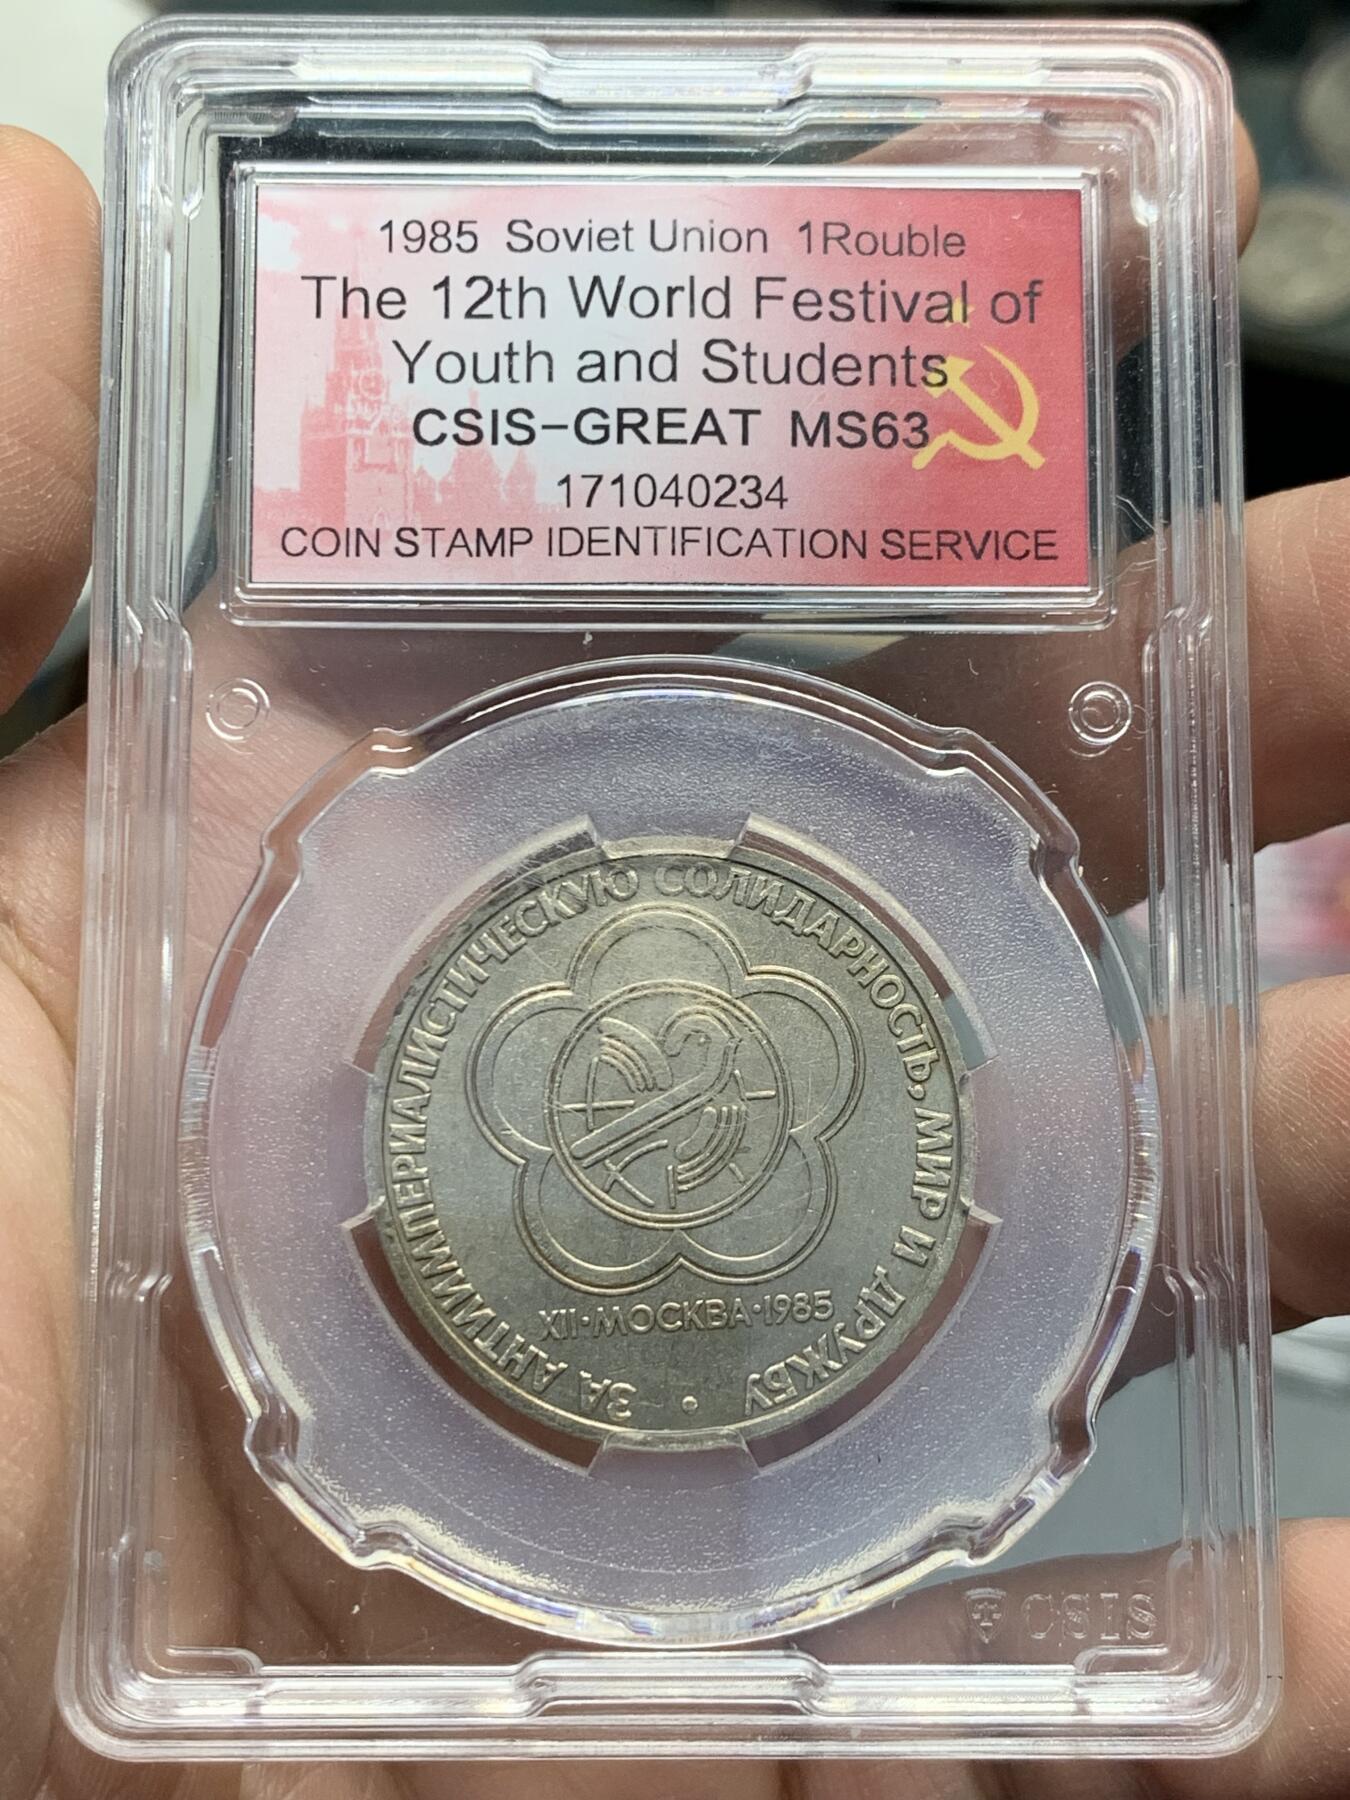 1985 Soviet Union 1Rouble
The 12th World Festival of
Youth and Students
CSIS-GREAT MS63
171040234
COIN STAMP IDENTIFICATION SERVICE
ЗА АНТИИМПЕРИАЛИСТИЧЕСКУЮ СОЛИДАРНОСТЬ, МИР И ДРУЖБУ •
XII•МОСКВА•1985
CSIS